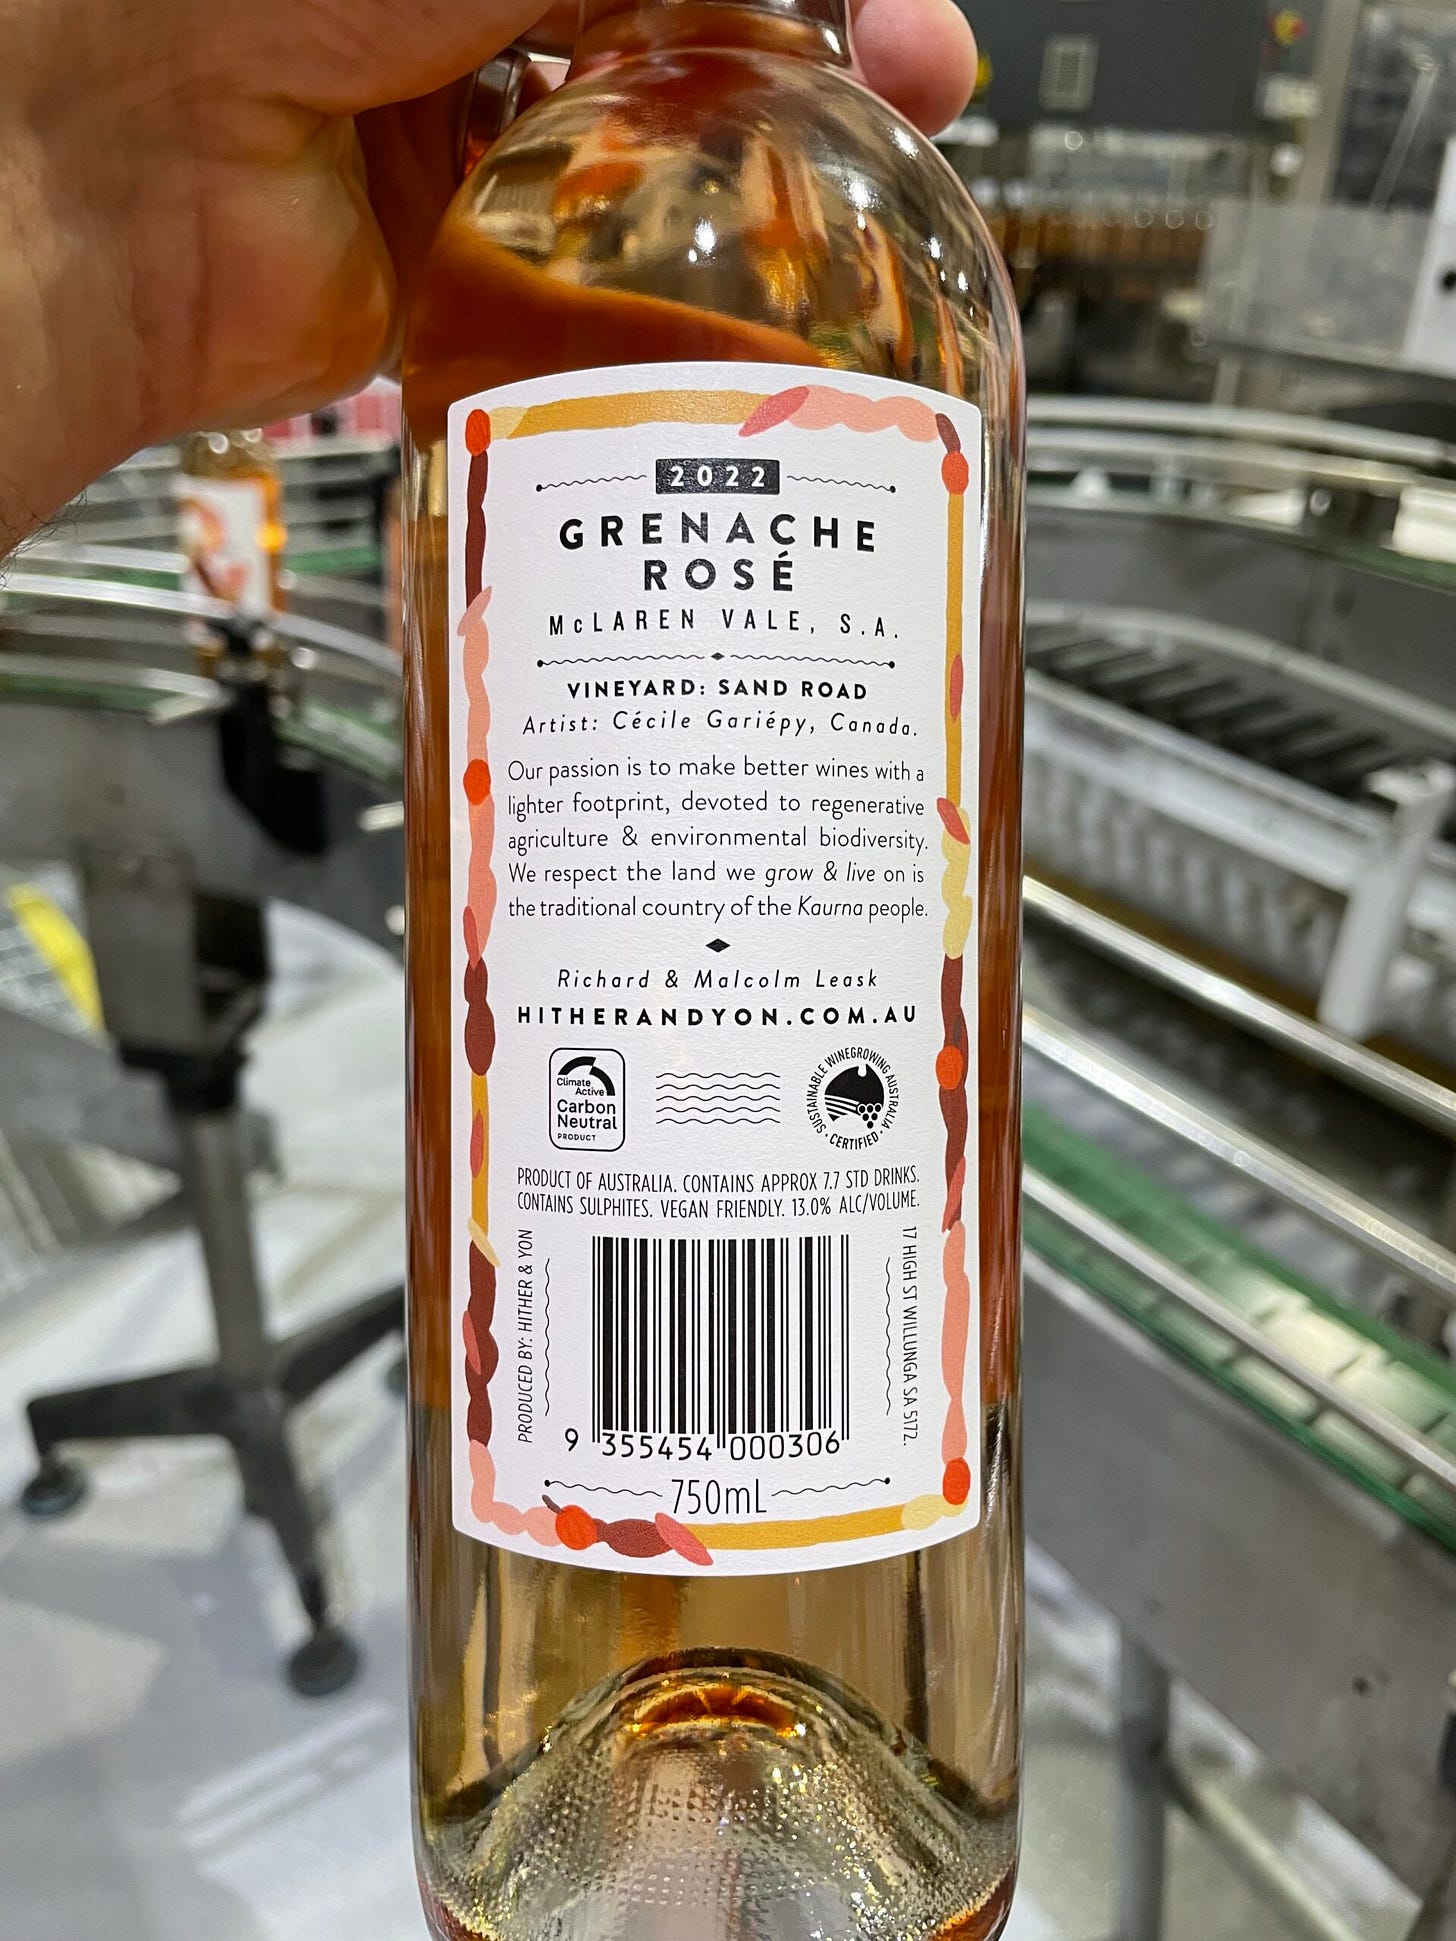 2022
GRENACHE
ROSÉ
McLAREN VALE, S.A.
VINEYARD: SAND ROAD
Artist: Cécile Gariépy, Canada.
Our passion is to make better wines with a
lighter footprint, devoted to regenerative
agriculture & environmental biodiversity.
We respect the land we grow & live on is
the traditional country of the Kaurna people.
Richard & Malcolm Leask
HITHERANDYON.COM.AU
Climate
Active
Carbon
Neutral
PRODUCT
SUSTAINABLE WINEGROWING AUSTRALIA
· CERTIFIED ·
PRODUCT OF AUSTRALIA. CONTAINS APPROX 7.7 STD DRINKS.
CONTAINS SULPHITES. VEGAN FRIENDLY. 13.0% ALC/VOLUME.
PRODUCED BY: HITHER & YON
17 HIGH ST WILLUNGA SA 5172.
9 355454 000306
750mL